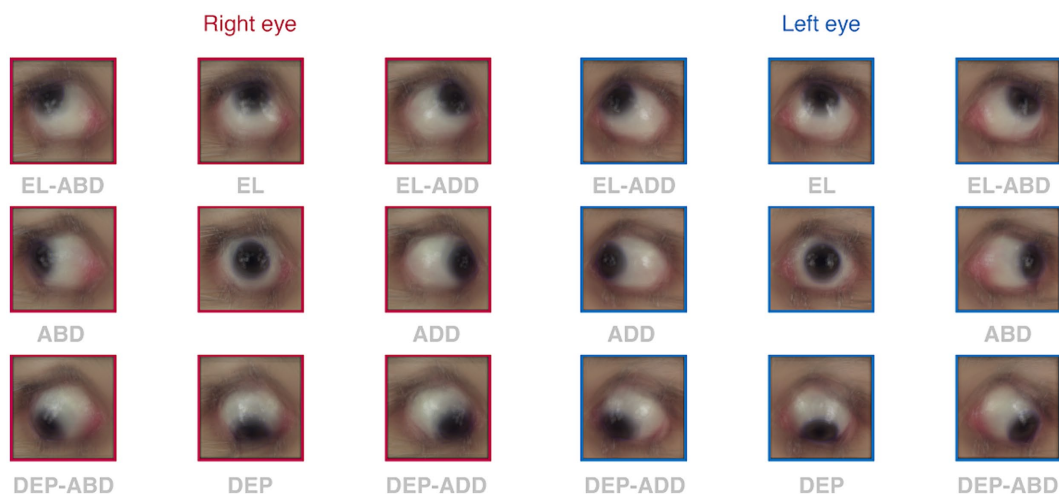 Right eye Left eye
EL-ABD EL EL-ADD EL-ADD EL EL-ABD
ABD ADD ADD ABD
DEP-ABD DEP DEP-ADD DEP-ADD DEP DEP-ABD